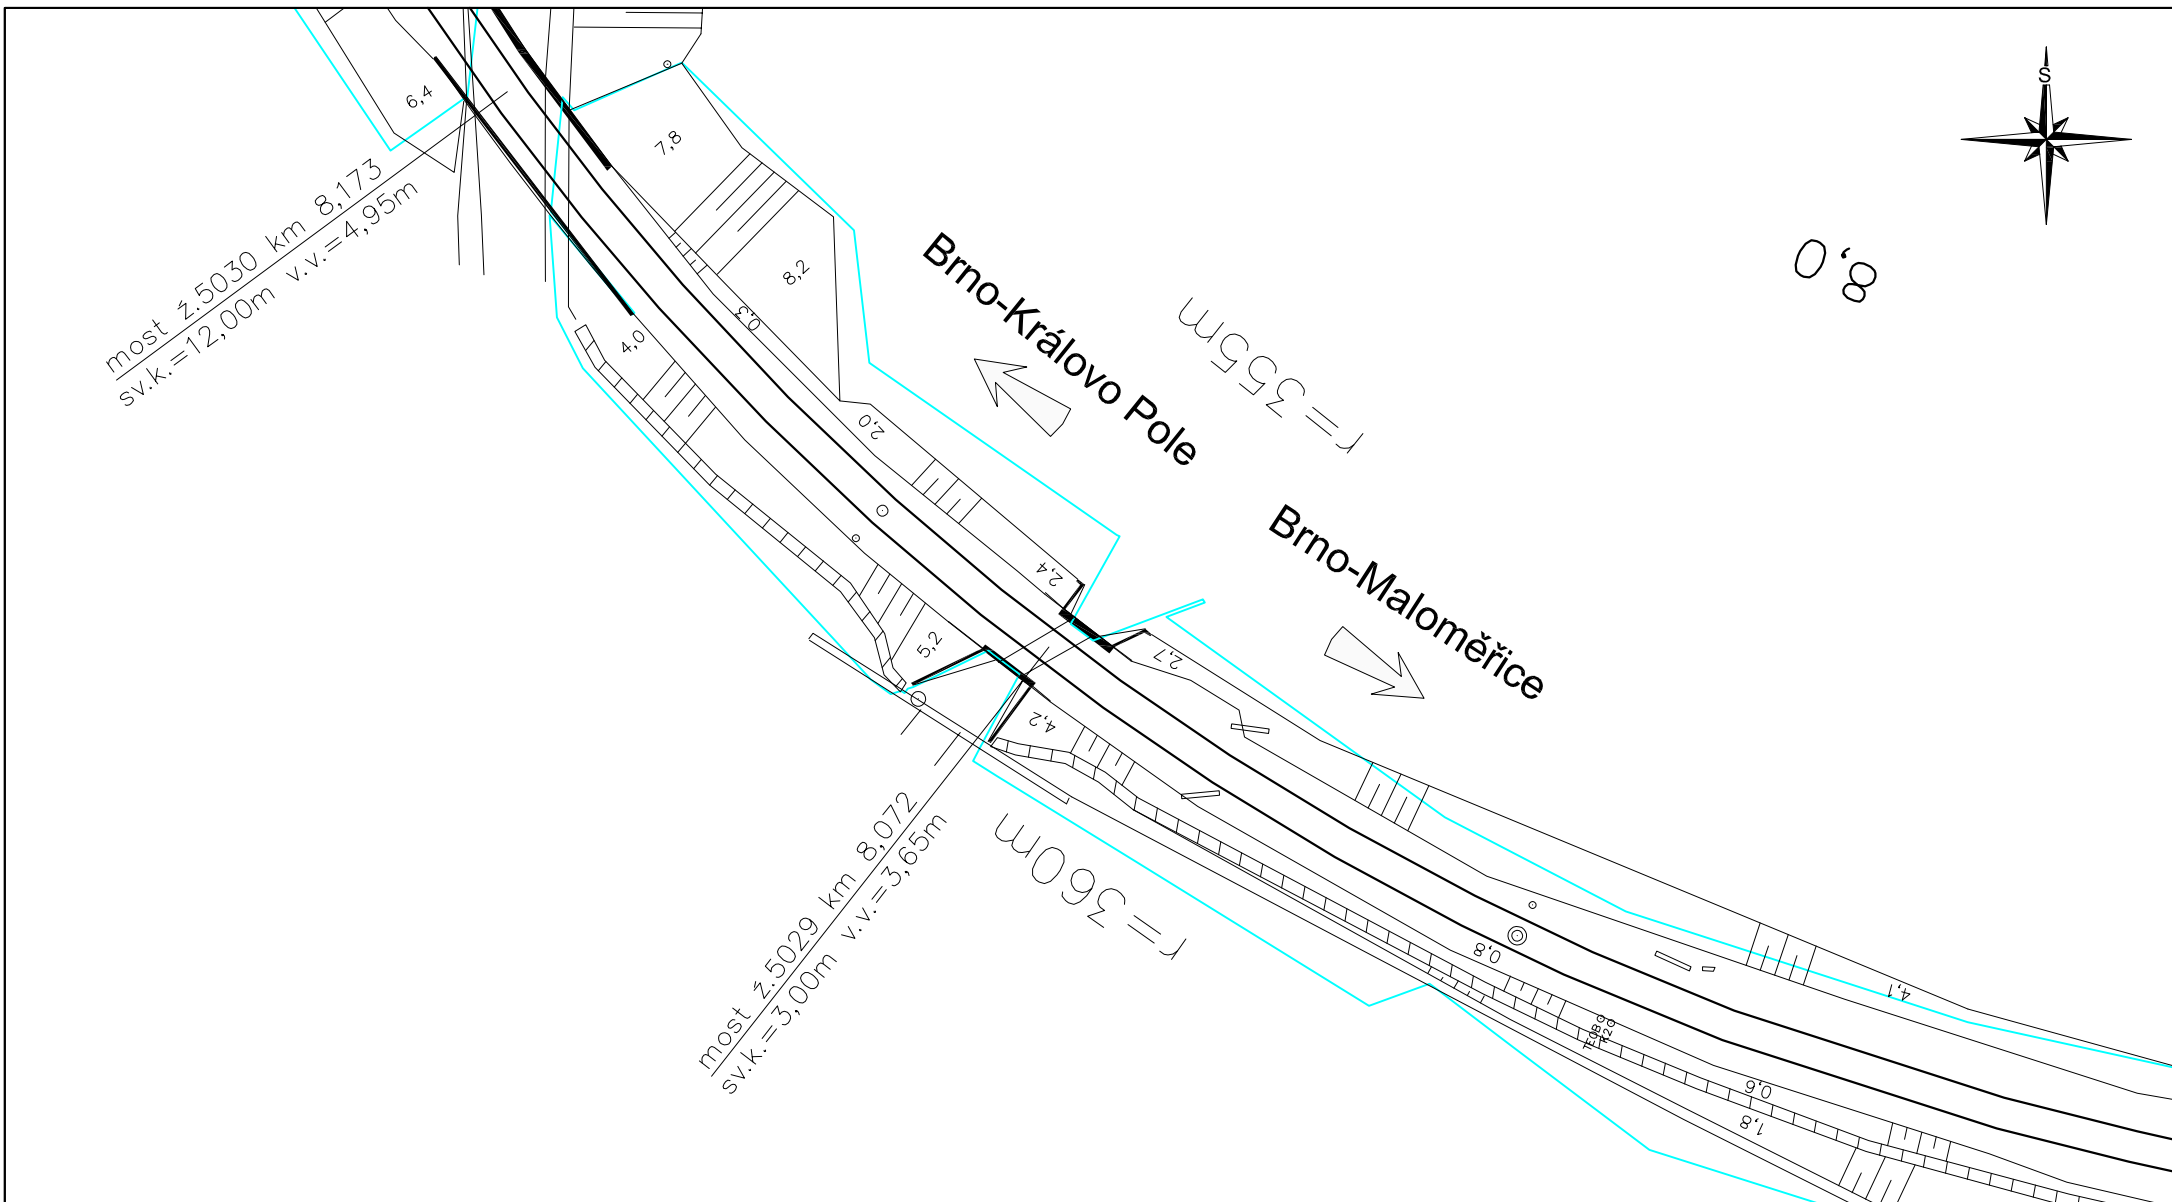 S
6,4
7,8
most ž.5030 km 8,173
sv.k.=12,00m v.v.=4,95m
8,2
8,0
0,3
4,0
Brno-Královo Pole
r=355m
2,0
2,4
Brno-Maloměřice
5,2
2,7
4,2
most ž.5029 km 8,072
sv.k.=3,00m v.v.=3,65m
r=360m
0,8
4,1
TEOB
K2
0,6
1,8